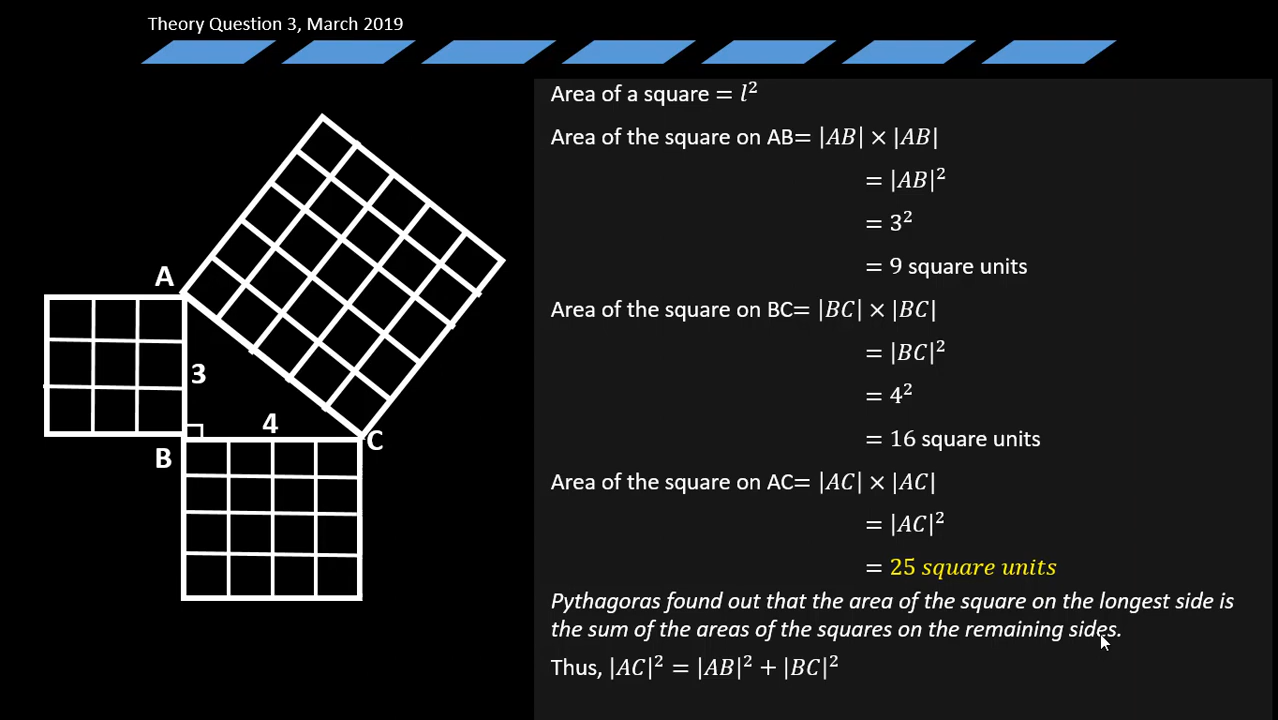 Theory Question 3, March 2019
Area of a square = l²
Area of the square on AB= |AB| × |AB|
= |AB|²
= 3²
= 9 square units
Area of the square on BC= |BC| × |BC|
= |BC|²
= 4²
= 16 square units
Area of the square on AC= |AC| × |AC|
= |AC|²
= 25 square units
Pythagoras found out that the area of the square on the longest side is
the sum of the areas of the squares on the remaining sides.
Thus, |AC|² = |AB|² + |BC|²
A
3
4
B
C